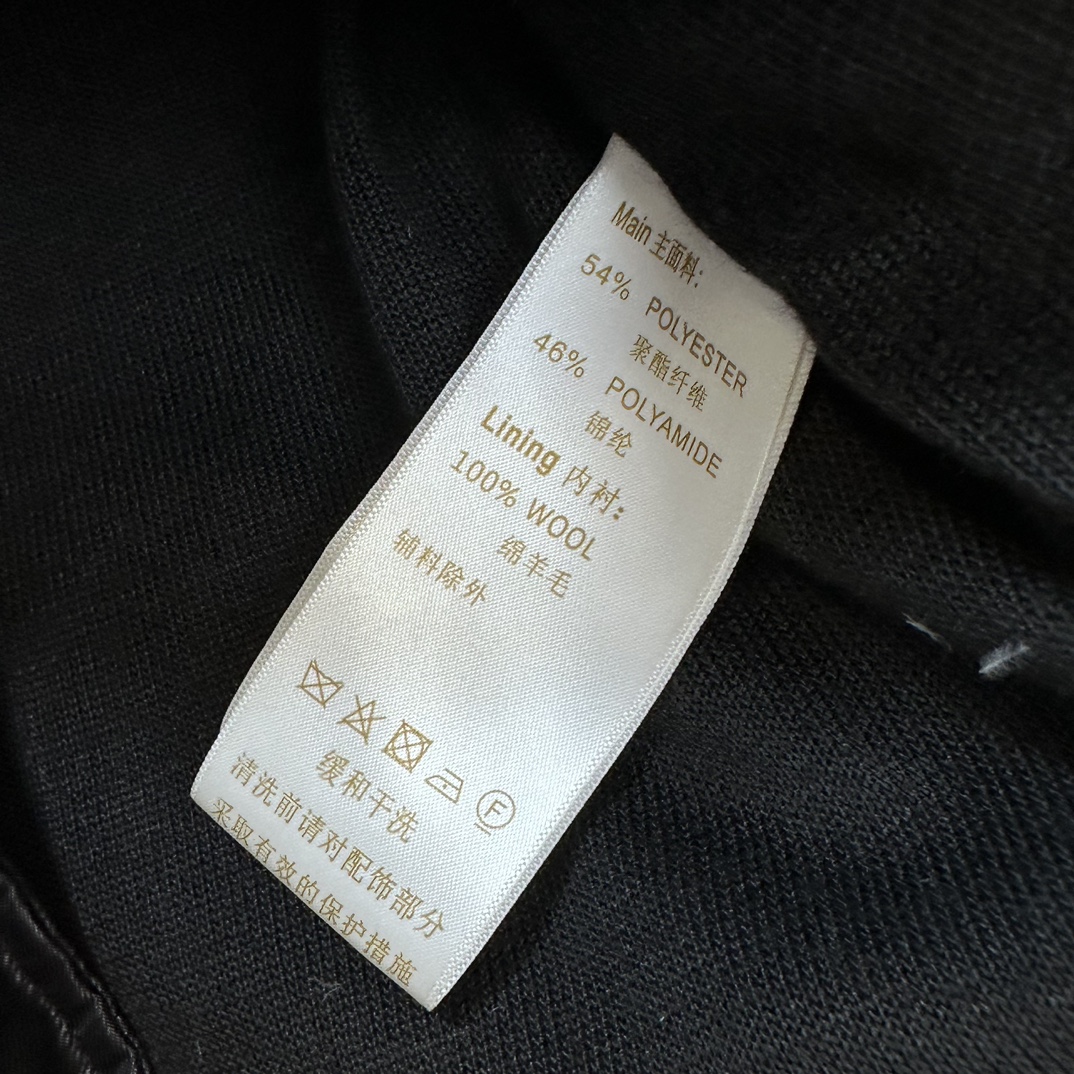 Main 主面料:
54% POLYESTER
聚酯纤维
46% POLYAMIDE
锦纶
Lining 内衬:
100% WOOL
绵羊毛
辅料除外
F
缓和干洗
清洗前请对配饰部分
采取有效的保护措施